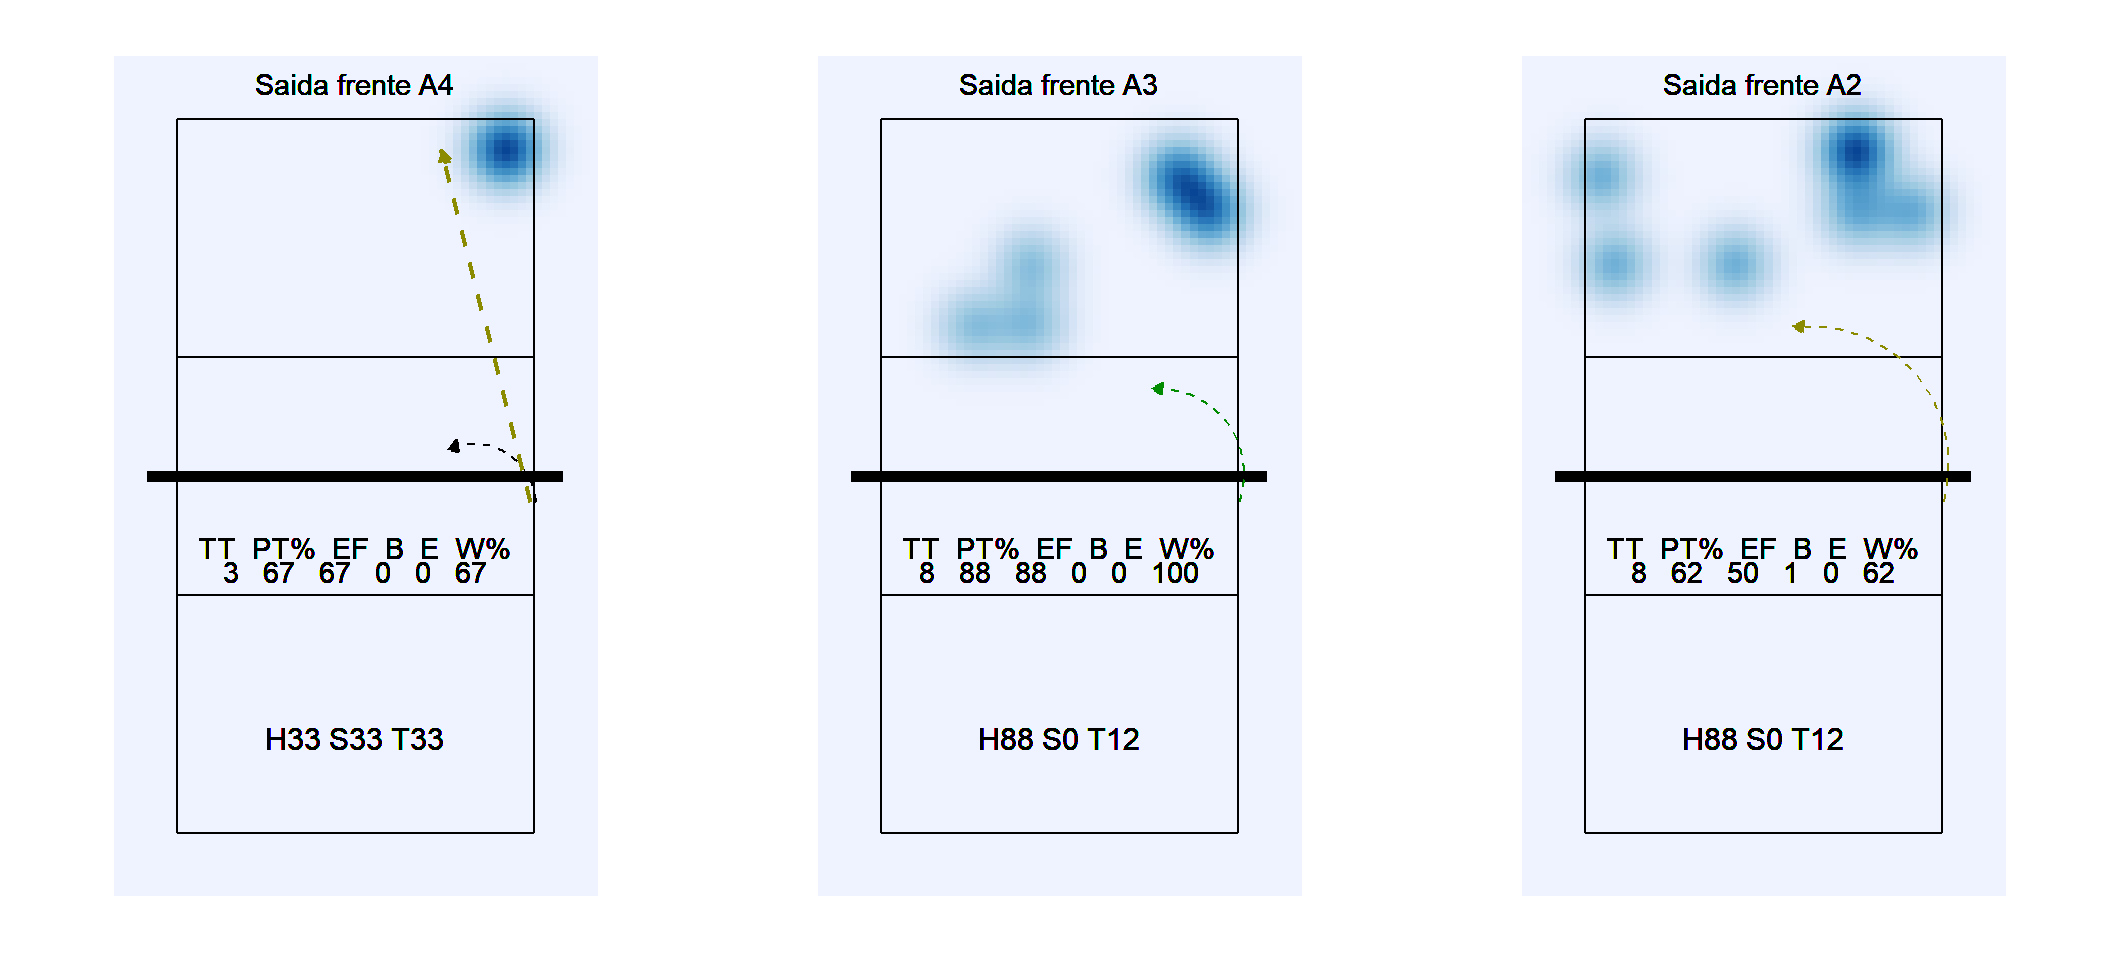 Saida frente A4
TT PT% EF B E W%
3 67 67 0 0 67
H33 S33 T33
Saida frente A3
TT PT% EF B E W%
8 88 88 0 0 100
H88 S0 T12
Saida frente A2
TT PT% EF B E W%
8 62 50 1 0 62
H88 S0 T12